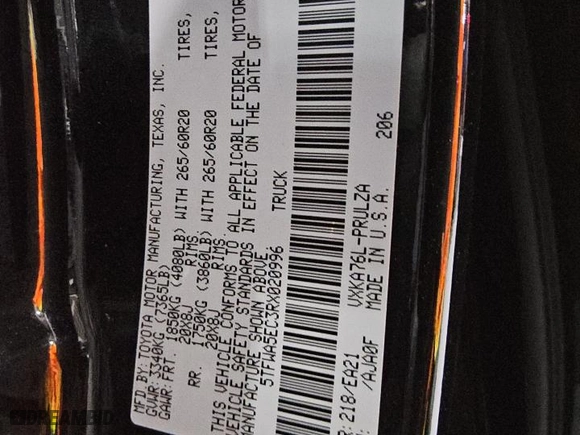 MFD.BY: TOYOTA MOTOR MANUFACTURING, TEXAS, INC.
GVWR: 3340KG (7365LB)
GAWR: FRT. 1850KG (4080LB) WITH 265/60R20 TIRES,
20X8J RIMS
RR. 1750KG (3860LB) WITH 265/60R20 TIRES,
20X8J RIMS
THIS VEHICLE CONFORMS TO ALL APPLICABLE FEDERAL MOTOR
VEHICLE SAFETY STANDARDS IN EFFECT ON THE DATE OF
MANUFACTURE SHOWN ABOVE
5TFWA5EC3RX020996 TRUCK
R: 218/EA21 VXKA76L-PRULZA 206
/AJA0F MADE IN U.S.A.
DREAMBID